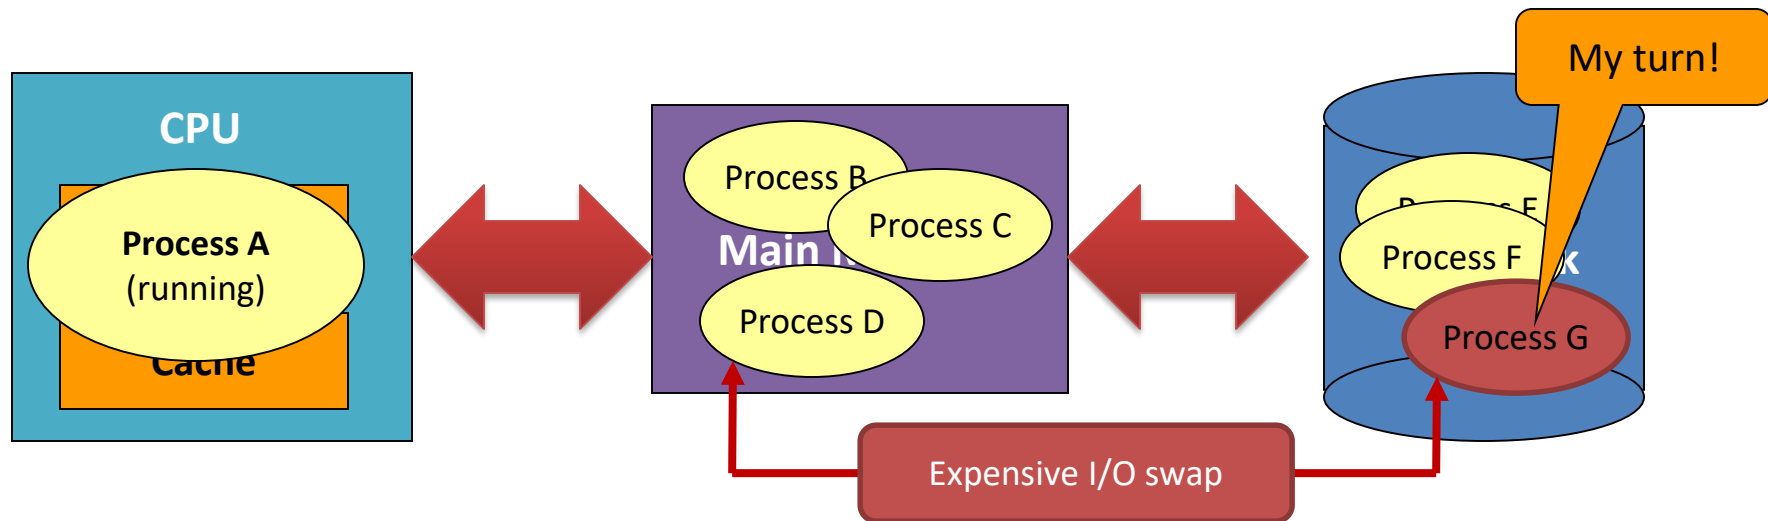 My turn!
CPU
Process A
(running)
Cache
Process B
Process C
Main
Process D
Process F
Process G
Expensive I/O swap